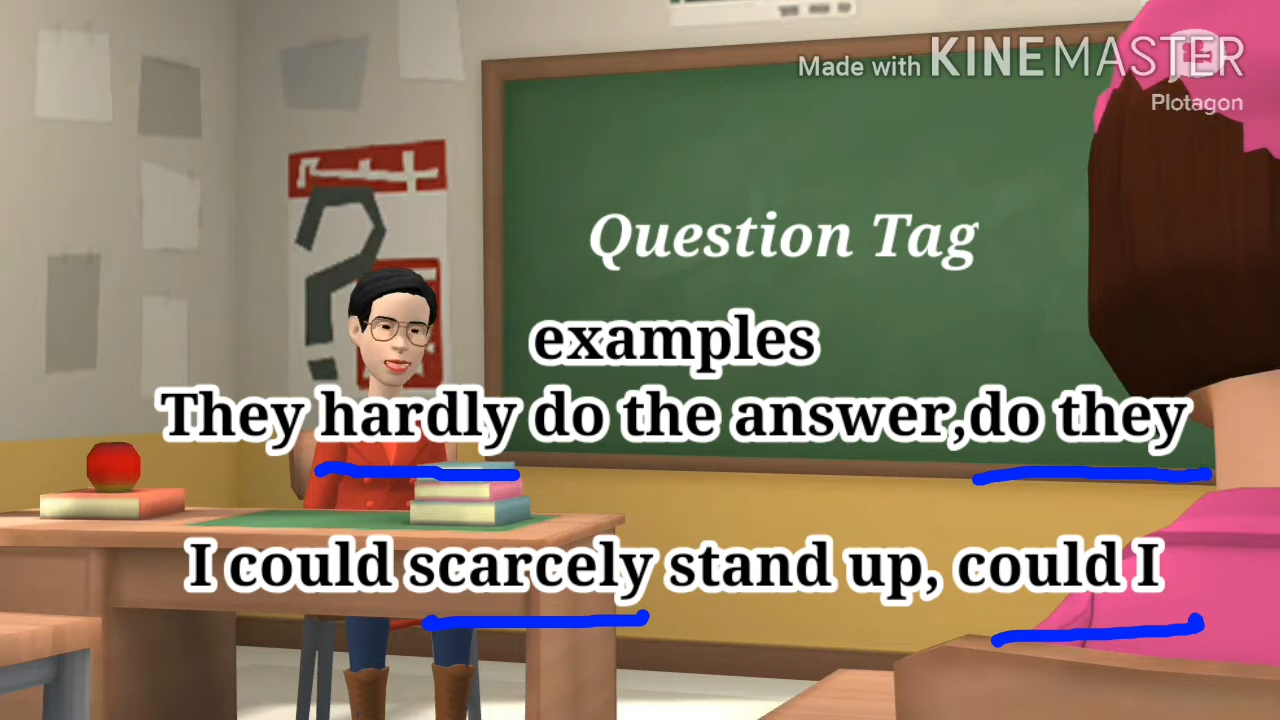 Made with KINEMASTER
Plotagon
Question Tag
examples
They hardly do the answer,do they
I could scarcely stand up, could I